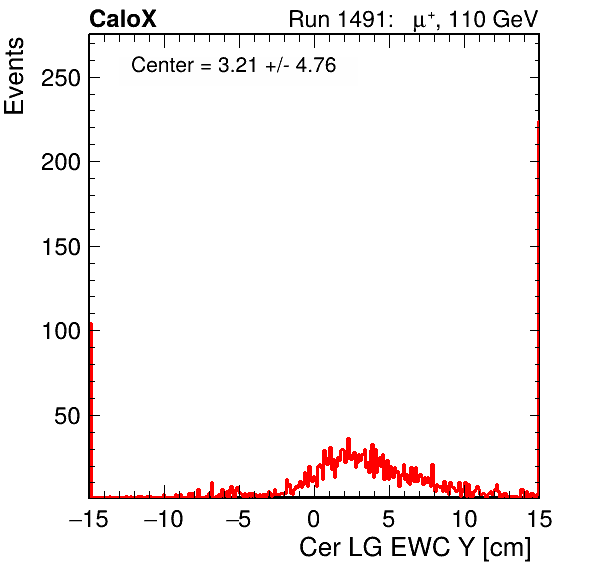 CaloX Run 1491: μ⁺, 110 GeV
Center = 3.21 +/- 4.76
Events
250
200
150
100
50
−15 −10 −5 0 5 10 15
Cer LG EWC Y [cm]